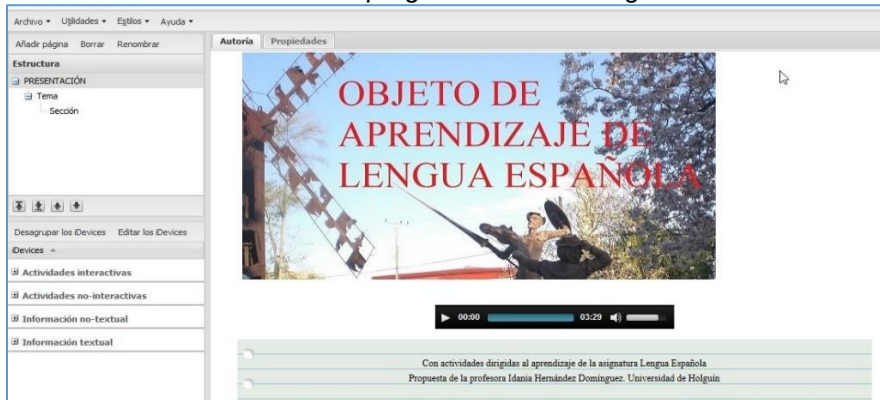 Archivo Utilidades Estilos Ayuda
Añadir página Borrar Renombrar
Estructura
PRESENTACIÓN
Tema
Sección
Desagrupar los iDevices Editar los iDevices
iDevices
Actividades interactivas
Actividades no-interactivas
Información no-textual
Información textual
Autoría Propiedades
OBJETO DE
APRENDIZAJE DE
LENGUA ESPAÑOLA
00:00 03:29
Con actividades dirigidas al aprendizaje de la asignatura Lengua Española
Propuesta de la profesora Idania Hernández Domínguez. Universidad de Holguín